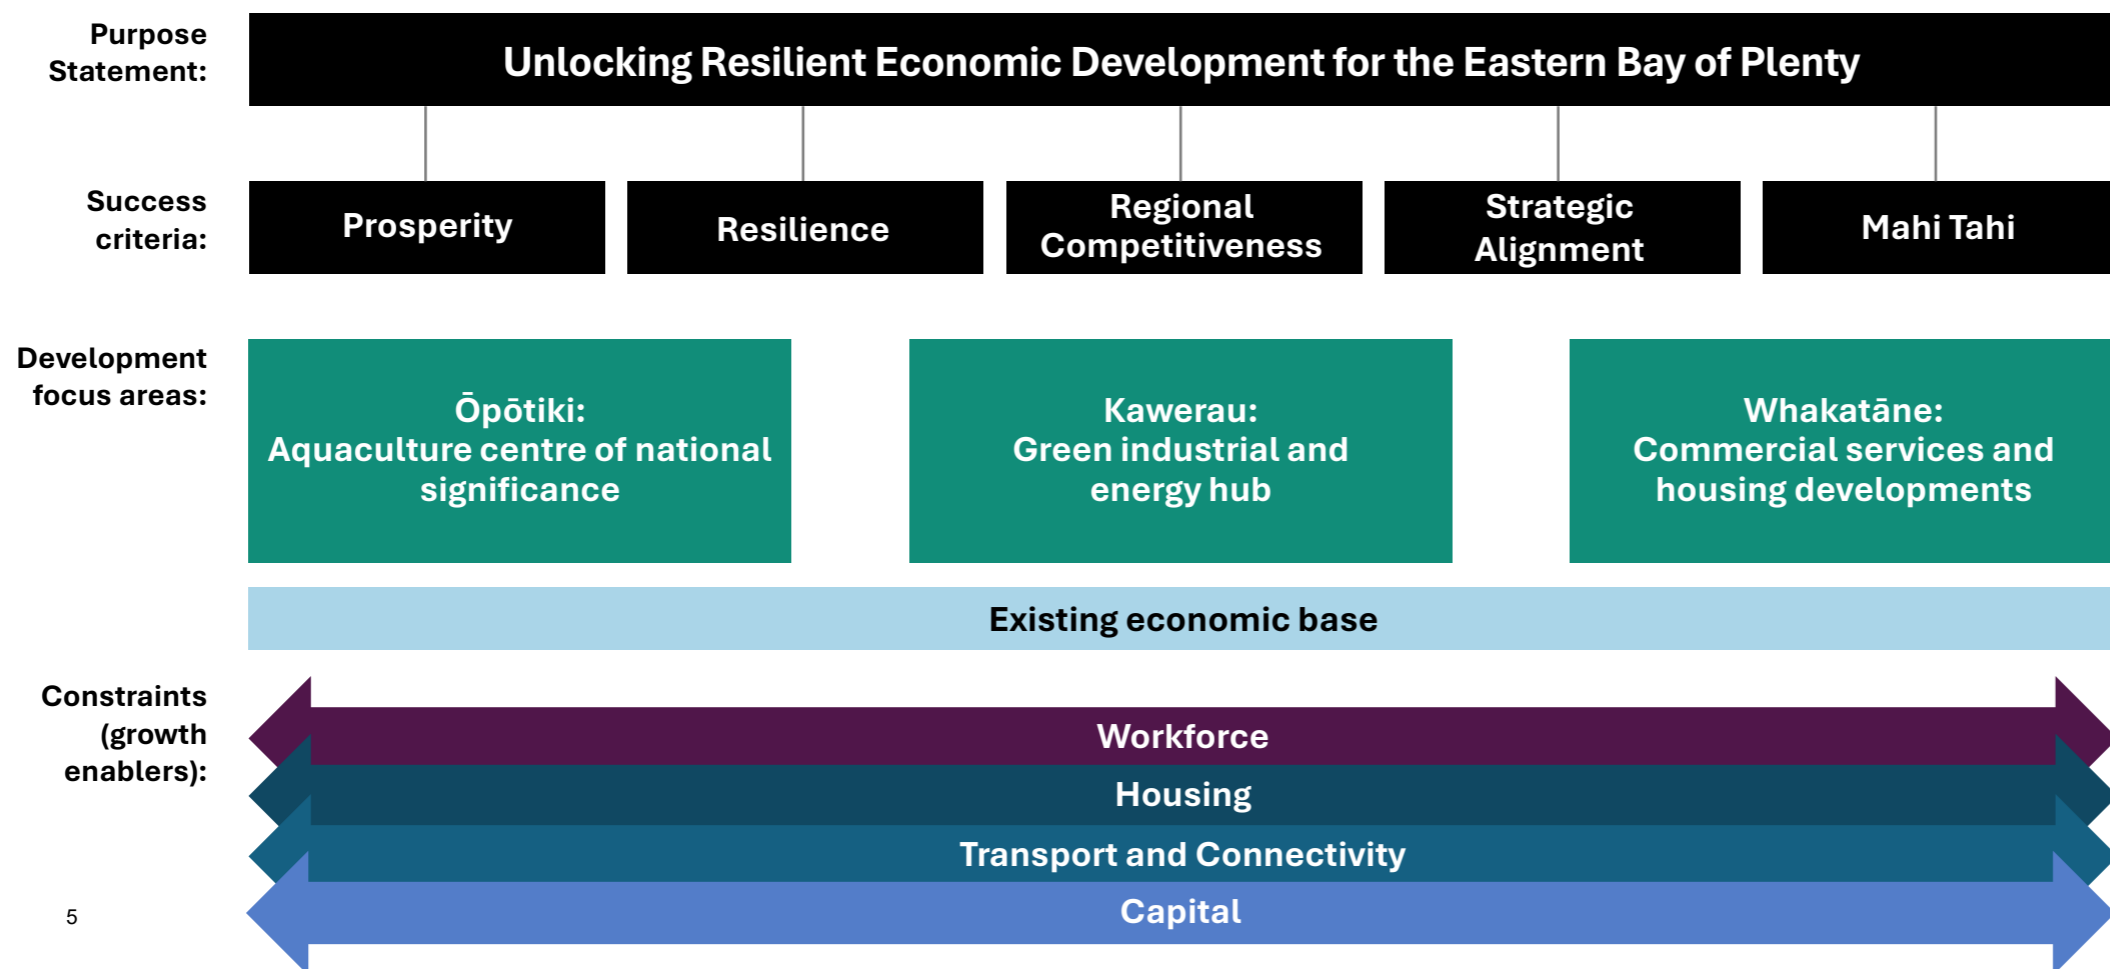 Purpose
Statement:
Unlocking Resilient Economic Development for the Eastern Bay of Plenty
Success
criteria:
Prosperity
Resilience
Regional
Competitiveness
Strategic
Alignment
Mahi Tahi
Development
focus areas:
Ōpōtiki:
Aquaculture centre of national
significance
Kawerau:
Green industrial and
energy hub
Whakatāne:
Commercial services and
housing developments
Existing economic base
Constraints
(growth
enablers):
Workforce
Housing
Transport and Connectivity
Capital
5